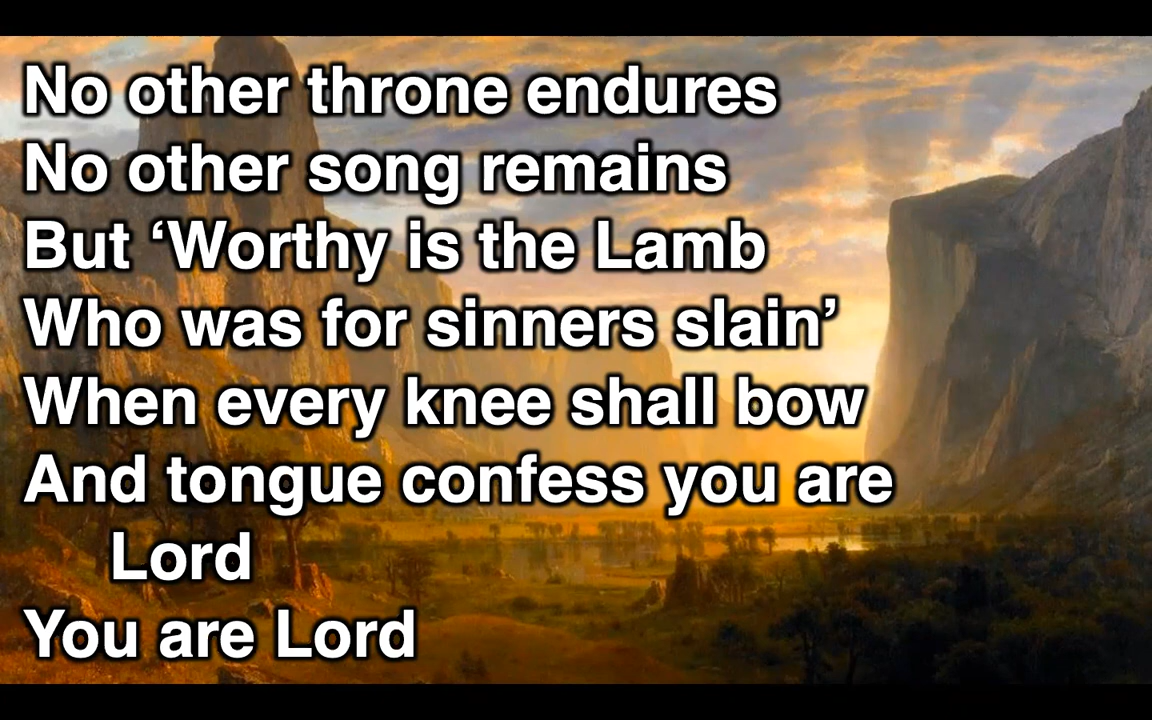 No other throne endures
No other song remains
But ‘Worthy is the Lamb
Who was for sinners slain’
When every knee shall bow
And tongue confess you are
Lord
You are Lord